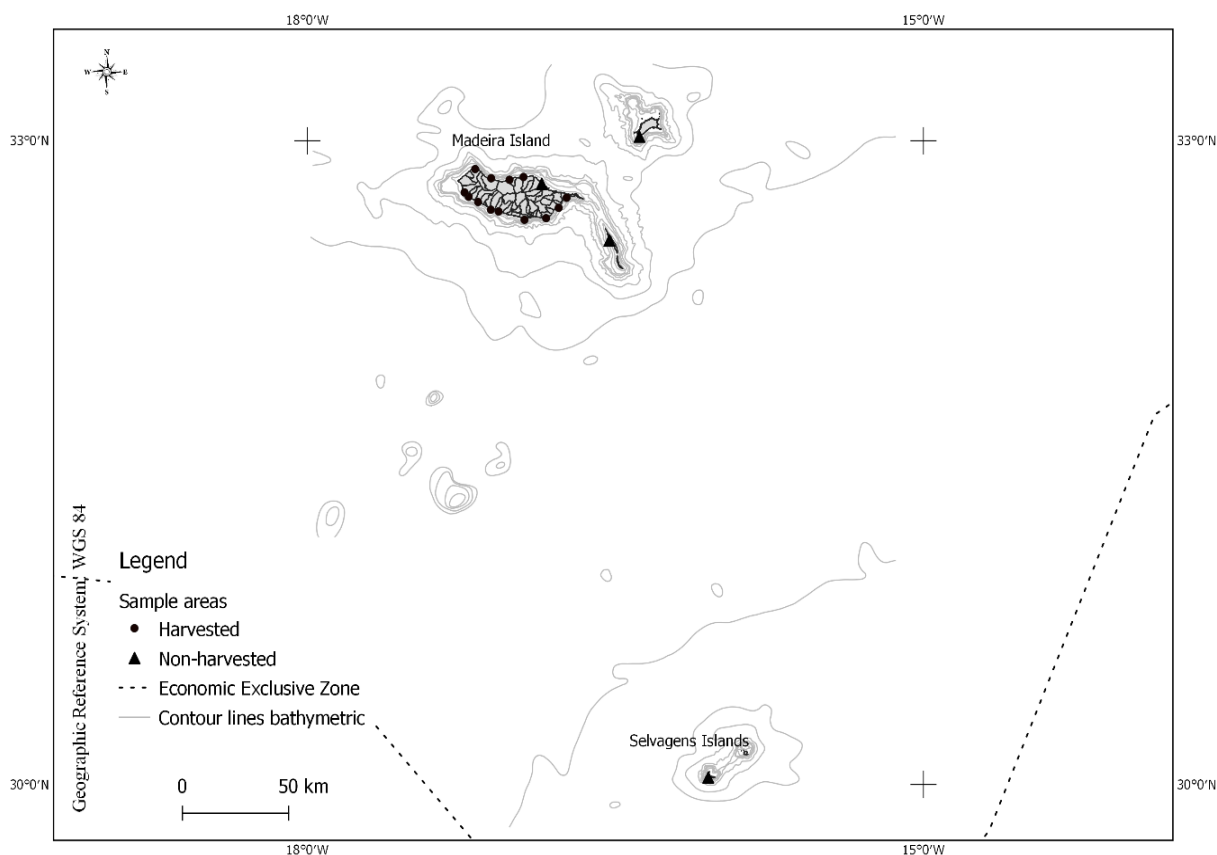 18°0'W 15°0'W
N
W E
S
33°0'N 33°0'N
Madeira Island
Geographic Reference System, WGS 84
Legend
Sample areas
Harvested
Non-harvested
Economic Exclusive Zone
Contour lines bathymetric
Selvagens Islands
0 50 km
30°0'N 30°0'N
18°0'W 15°0'W